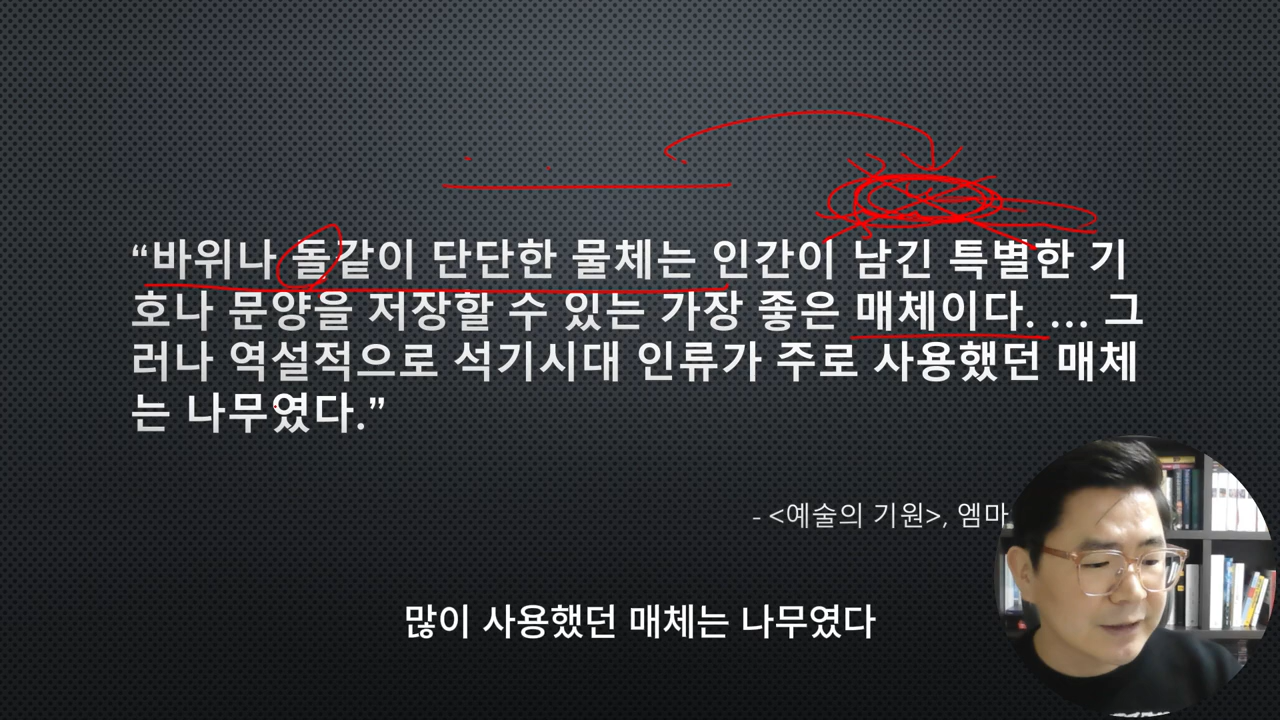 “바위나 돌같이 단단한 물체는 인간이 남긴 특별한 기
호나 문양을 저장할 수 있는 가장 좋은 매체이다. … 그
러나 역설적으로 석기시대 인류가 주로 사용했던 매체
는 나무였다.”
- <예술의 기원>, 엠마
많이 사용했던 매체는 나무였다